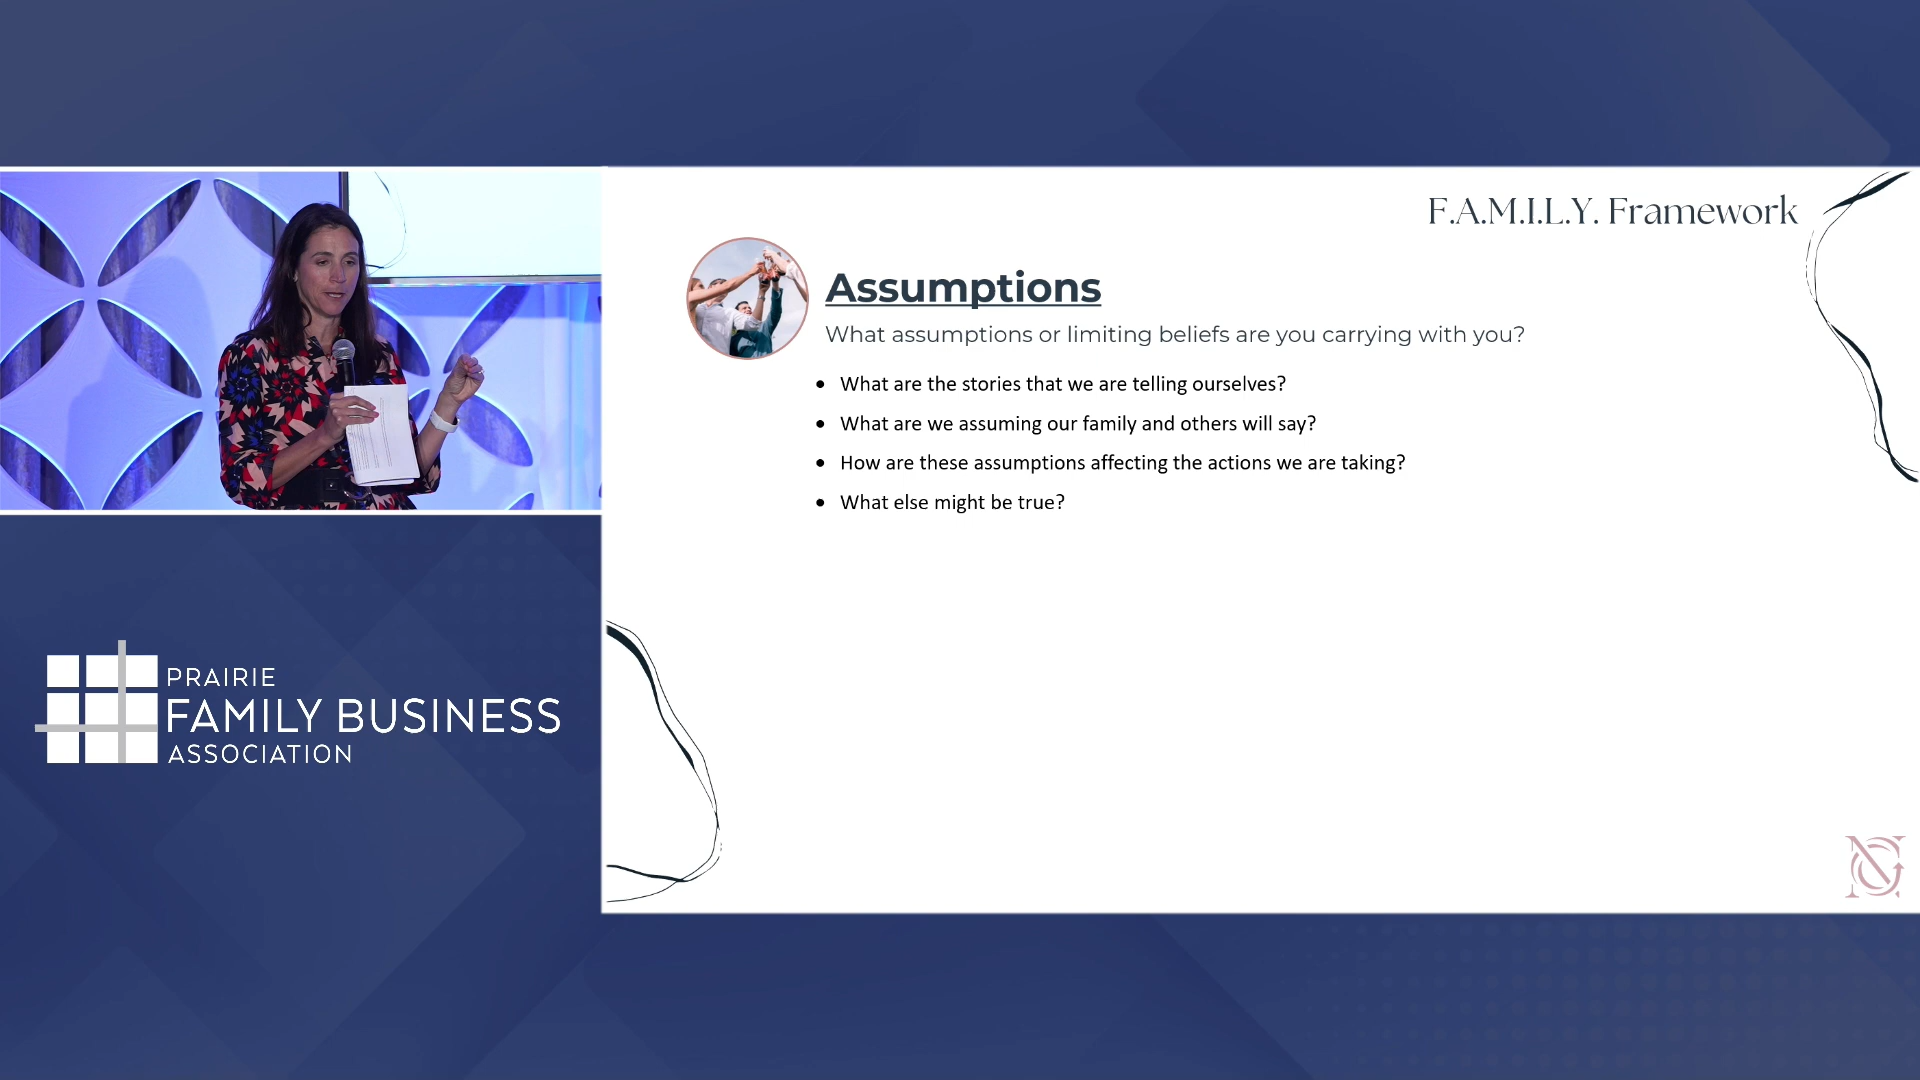 F.A.M.I.L.Y. Framework
Assumptions
What assumptions or limiting beliefs are you carrying with you?
• What are the stories that we are telling ourselves?
• What are we assuming our family and others will say?
• How are these assumptions affecting the actions we are taking?
• What else might be true?
PRAIRIE
FAMILY BUSINESS
ASSOCIATION